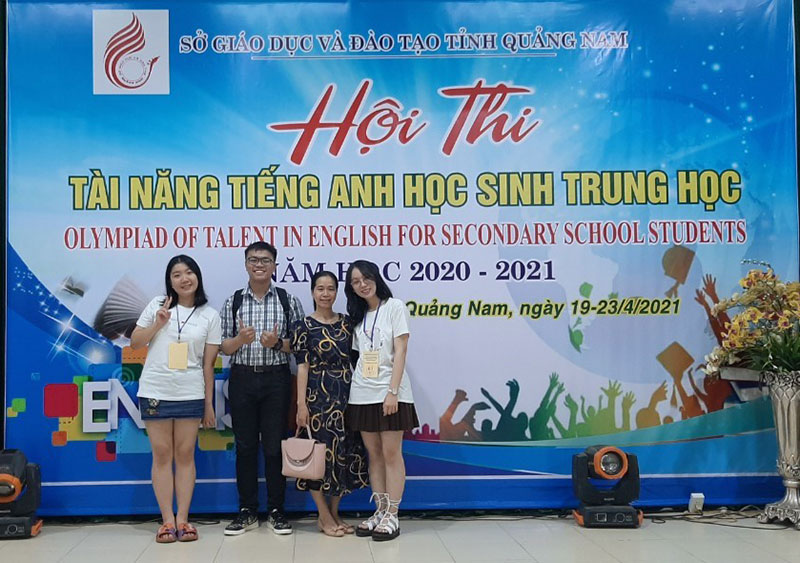 SỞ GIÁO DỤC VÀ ĐÀO TẠO TỈNH QUẢNG NAM
Hội Thi
TÀI NĂNG TIẾNG ANH HỌC SINH TRUNG HỌC
OLYMPIAD OF TALENT IN ENGLISH FOR SECONDARY SCHOOL STUDENTS
NĂM HỌC 2020 - 2021
Quảng Nam, ngày 19-23/4/2021
EN